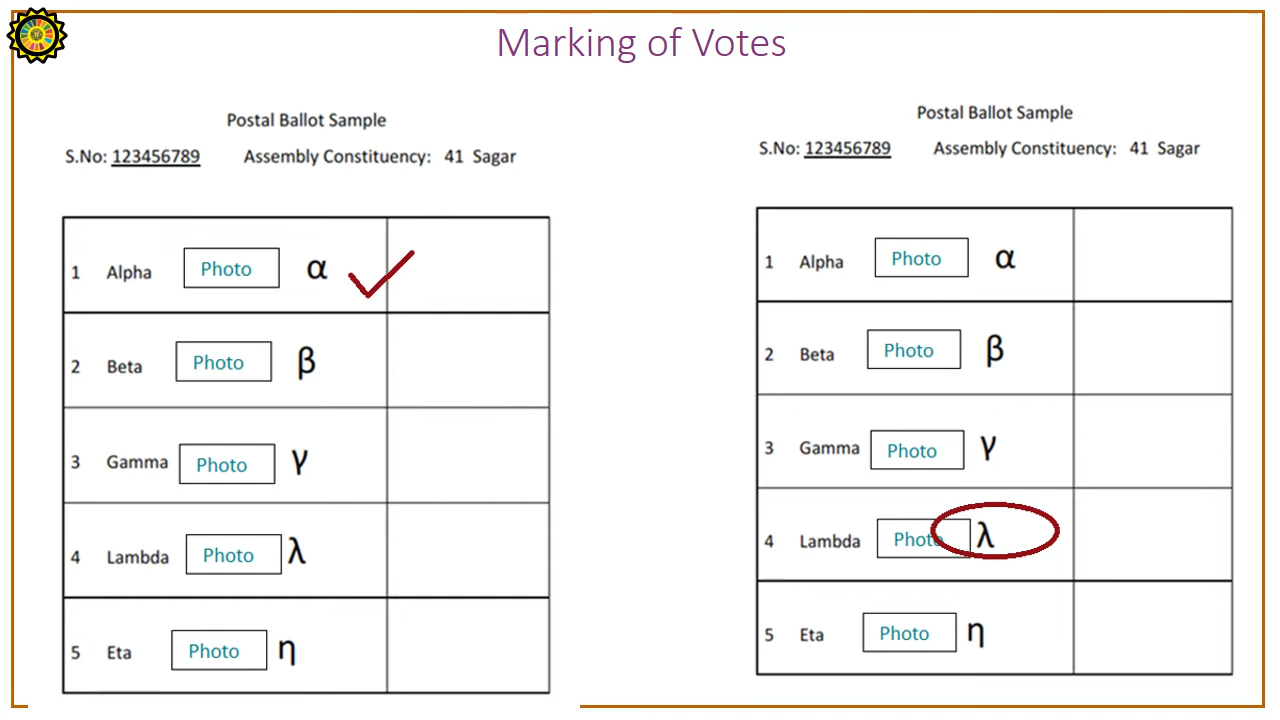 Marking of Votes
Postal Ballot Sample
S.No: 123456789 Assembly Constituency: 41 Sagar
1 Alpha Photo α
2 Beta Photo β
3 Gamma Photo γ
4 Lambda Photo λ
5 Eta Photo η
Postal Ballot Sample
S.No: 123456789 Assembly Constituency: 41 Sagar
1 Alpha Photo α
2 Beta Photo β
3 Gamma Photo γ
4 Lambda Photo λ
5 Eta Photo η